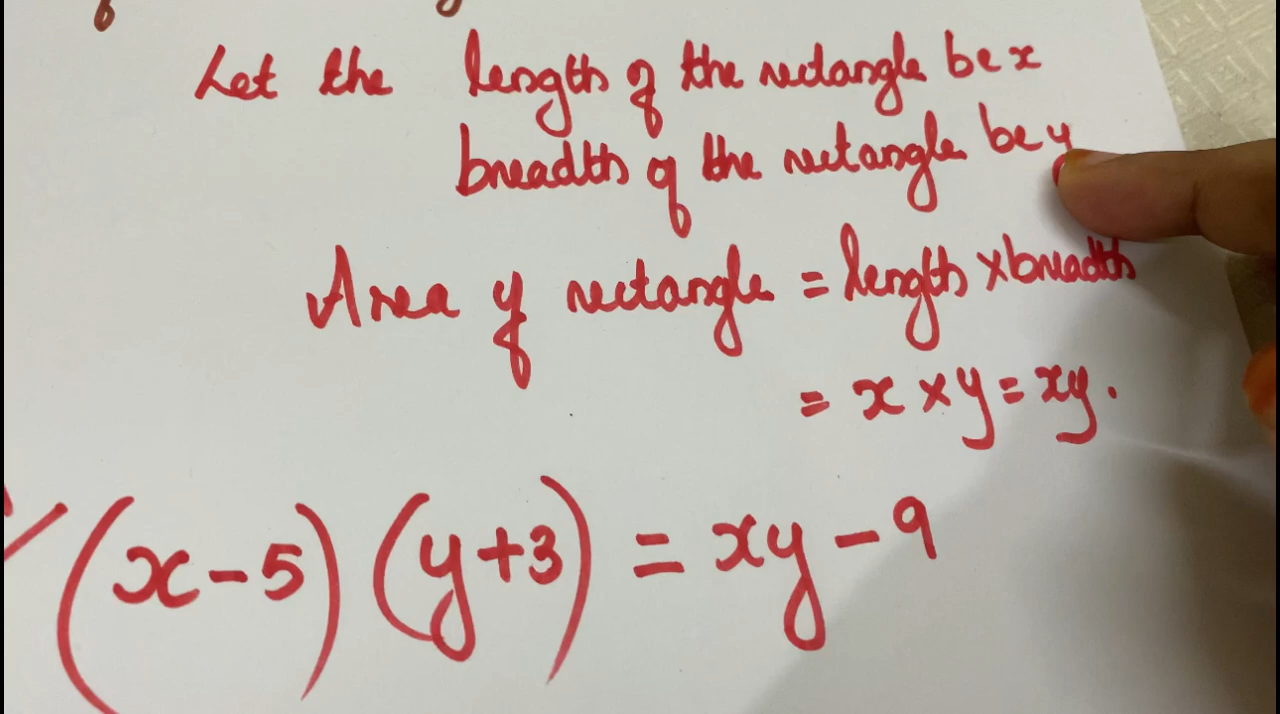 Let the length of the rectangle be x
breadth of the rectangle be y
Area of rectangle = length × breadth
= x × y = xy.
(x - 5) (y + 3) = xy - 9